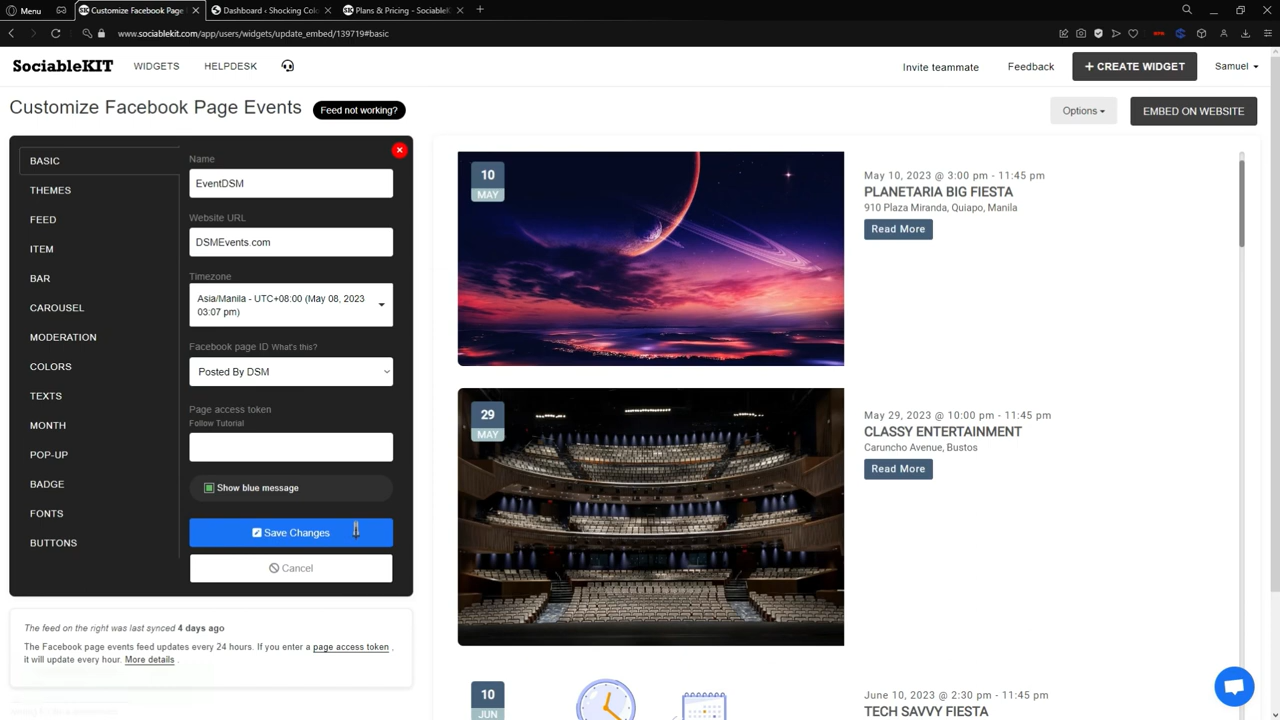 Menu
Customize Facebook Page
Dashboard ‹ Shocking Colo
Plans & Pricing - SociableK
www.sociablekit.com/app/users/widgets/update_embed/139719#basic
SociableKIT
WIDGETS
HELPDESK
Invite teammate
Feedback
+ CREATE WIDGET
Samuel
Customize Facebook Page Events
Feed not working?
Options
EMBED ON WEBSITE
BASIC
THEMES
FEED
ITEM
BAR
CAROUSEL
MODERATION
COLORS
TEXTS
MONTH
POP-UP
BADGE
FONTS
BUTTONS
Name
EventDSM
Website URL
DSMEvents.com
Timezone
Asia/Manila - UTC+08:00 (May 08, 2023
03:07 pm)
Facebook page ID What's this?
Posted By DSM
Page access token
Follow Tutorial
Show blue message
Save Changes
Cancel
The feed on the right was last synced 4 days ago
The Facebook page events feed updates every 24 hours. If you enter a page access token ,
it will update every hour. More details .
10
MAY
May 10, 2023 @ 3:00 pm - 11:45 pm
PLANETARIA BIG FIESTA
910 Plaza Miranda, Quiapo, Manila
Read More
29
MAY
May 29, 2023 @ 10:00 pm - 11:45 pm
CLASSY ENTERTAINMENT
Caruncho Avenue, Bustos
Read More
10
JUN
June 10, 2023 @ 2:30 pm - 11:45 pm
TECH SAVVY FIESTA